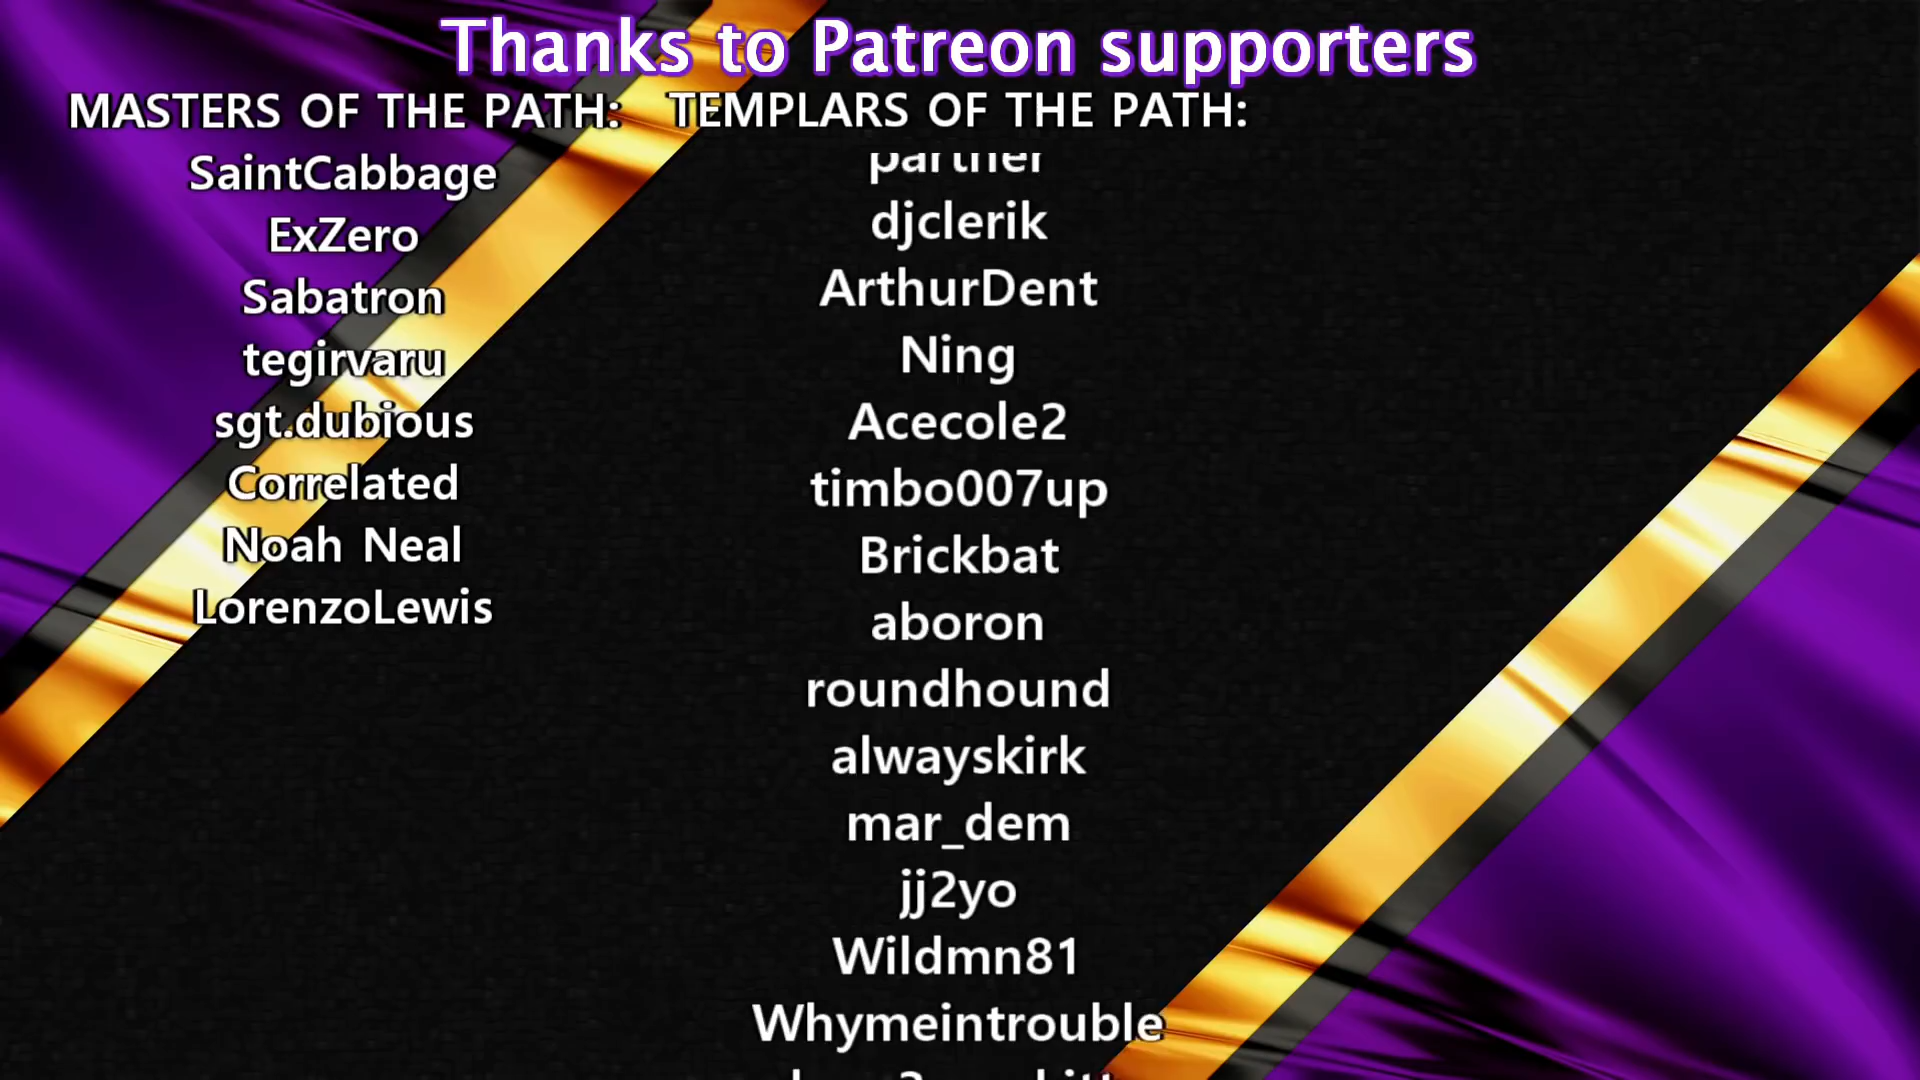 Thanks to Patreon supporters
MASTERS OF THE PATH:
SaintCabbage
ExZero
Sabatron
tegirvaru
sgt.dubious
Correlated
Noah Neal
LorenzoLewis
TEMPLARS OF THE PATH:
partner
djclerik
ArthurDent
Ning
Acecole2
timbo007up
Brickbat
aboron
roundhound
alwayskirk
mar_dem
jj2yo
Wildmn81
Whymeintrouble